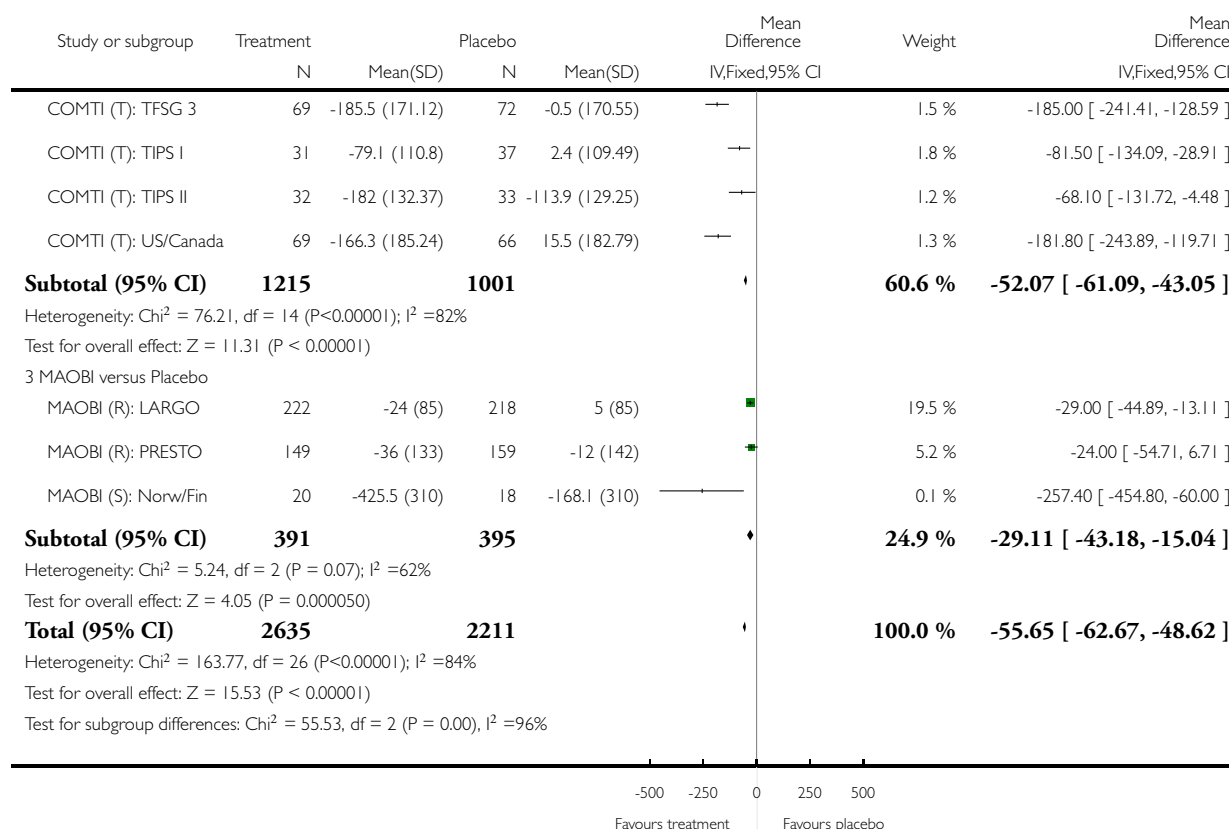 Mean Mean
Study or subgroup Treatment Placebo Difference Weight Difference
N Mean(SD) N Mean(SD) IV,Fixed,95% CI IV,Fixed,95% CI
COMTI (T): TFSG 3 69 -185.5 (171.12) 72 -0.5 (170.55) 1.5 % -185.00 [ -241.41, -128.59 ]
COMTI (T): TIPS I 31 -79.1 (110.8) 37 2.4 (109.49) 1.8 % -81.50 [ -134.09, -28.91 ]
COMTI (T): TIPS II 32 -182 (132.37) 33 -113.9 (129.25) 1.2 % -68.10 [ -131.72, -4.48 ]
COMTI (T): US/Canada 69 -166.3 (185.24) 66 15.5 (182.79) 1.3 % -181.80 [ -243.89, -119.71 ]
Subtotal (95% CI) 1215 1001 60.6 % -52.07 [ -61.09, -43.05 ]
Heterogeneity: Chi² = 76.21, df = 14 (P<0.00001); I² =82%
Test for overall effect: Z = 11.31 (P < 0.00001)
3 MAOBI versus Placebo
MAOBI (R): LARGO 222 -24 (85) 218 5 (85) 19.5 % -29.00 [ -44.89, -13.11 ]
MAOBI (R): PRESTO 149 -36 (133) 159 -12 (142) 5.2 % -24.00 [ -54.71, 6.71 ]
MAOBI (S): Norw/Fin 20 -425.5 (310) 18 -168.1 (310) 0.1 % -257.40 [ -454.80, -60.00 ]
Subtotal (95% CI) 391 395 24.9 % -29.11 [ -43.18, -15.04 ]
Heterogeneity: Chi² = 5.24, df = 2 (P = 0.07); I² =62%
Test for overall effect: Z = 4.05 (P = 0.000050)
Total (95% CI) 2635 2211 100.0 % -55.65 [ -62.67, -48.62 ]
Heterogeneity: Chi² = 163.77, df = 26 (P<0.00001); I² =84%
Test for overall effect: Z = 15.53 (P < 0.00001)
Test for subgroup differences: Chi² = 55.53, df = 2 (P = 0.00), I² =96%
-500 -250 0 250 500
Favours treatment Favours placebo